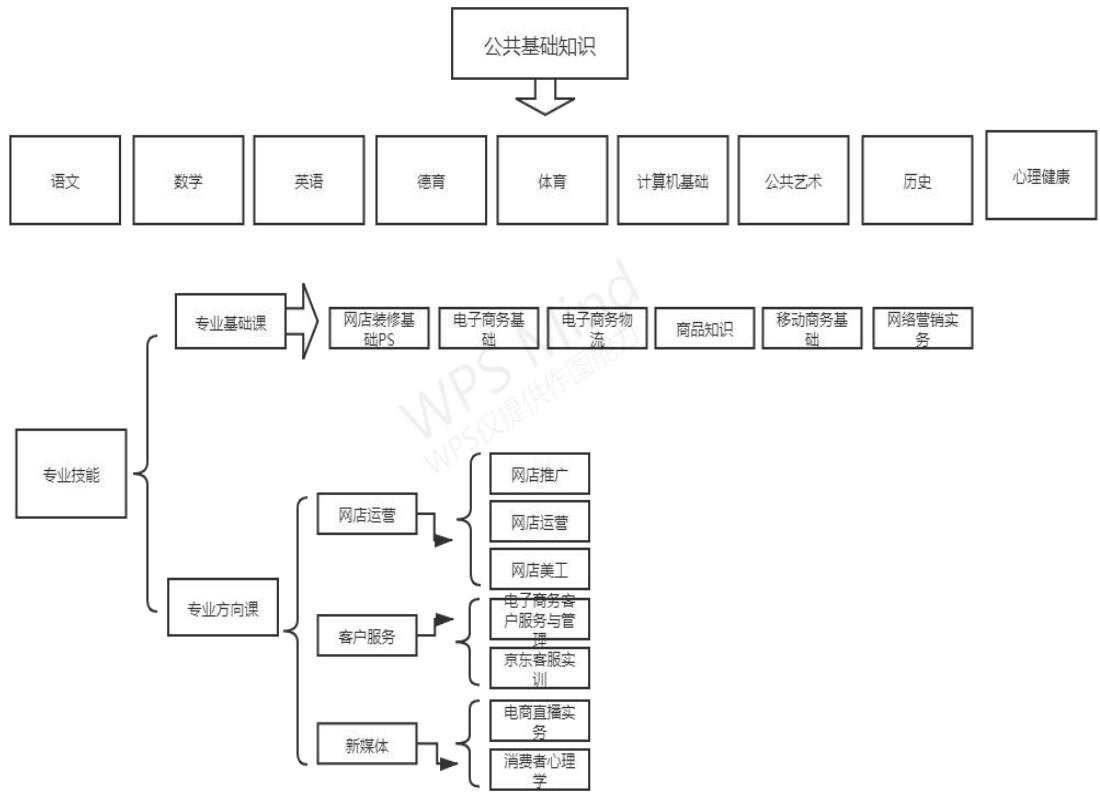 公共基础知识
语文
数学
英语
德育
体育
计算机基础
公共艺术
历史
心理健康
专业基础课
网店装修基
础PS
电子商务基
础
电子商务物
流
商品知识
移动商务基
础
网络营销实
务
WPS Mind
WPS仅提供作图能力
专业技能
专业方向课
网店运营
网店推广
网店运营
网店美工
客户服务
电子商务客
户服务与管
理
京东客服实
训
新媒体
电商直播实
务
消费者心理
学